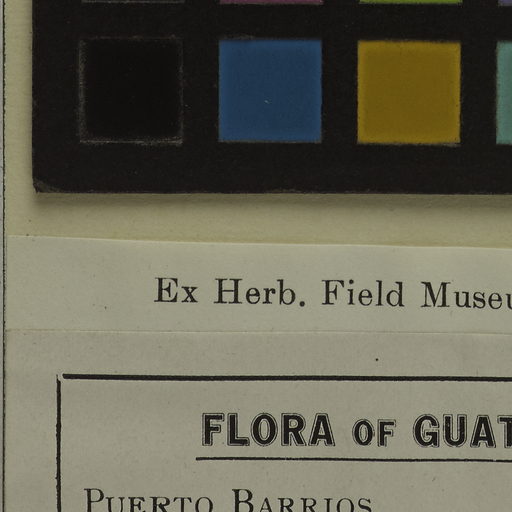 Ex Herb. Field Museu
FLORA OF GUAT
PUERTO BARRIOS